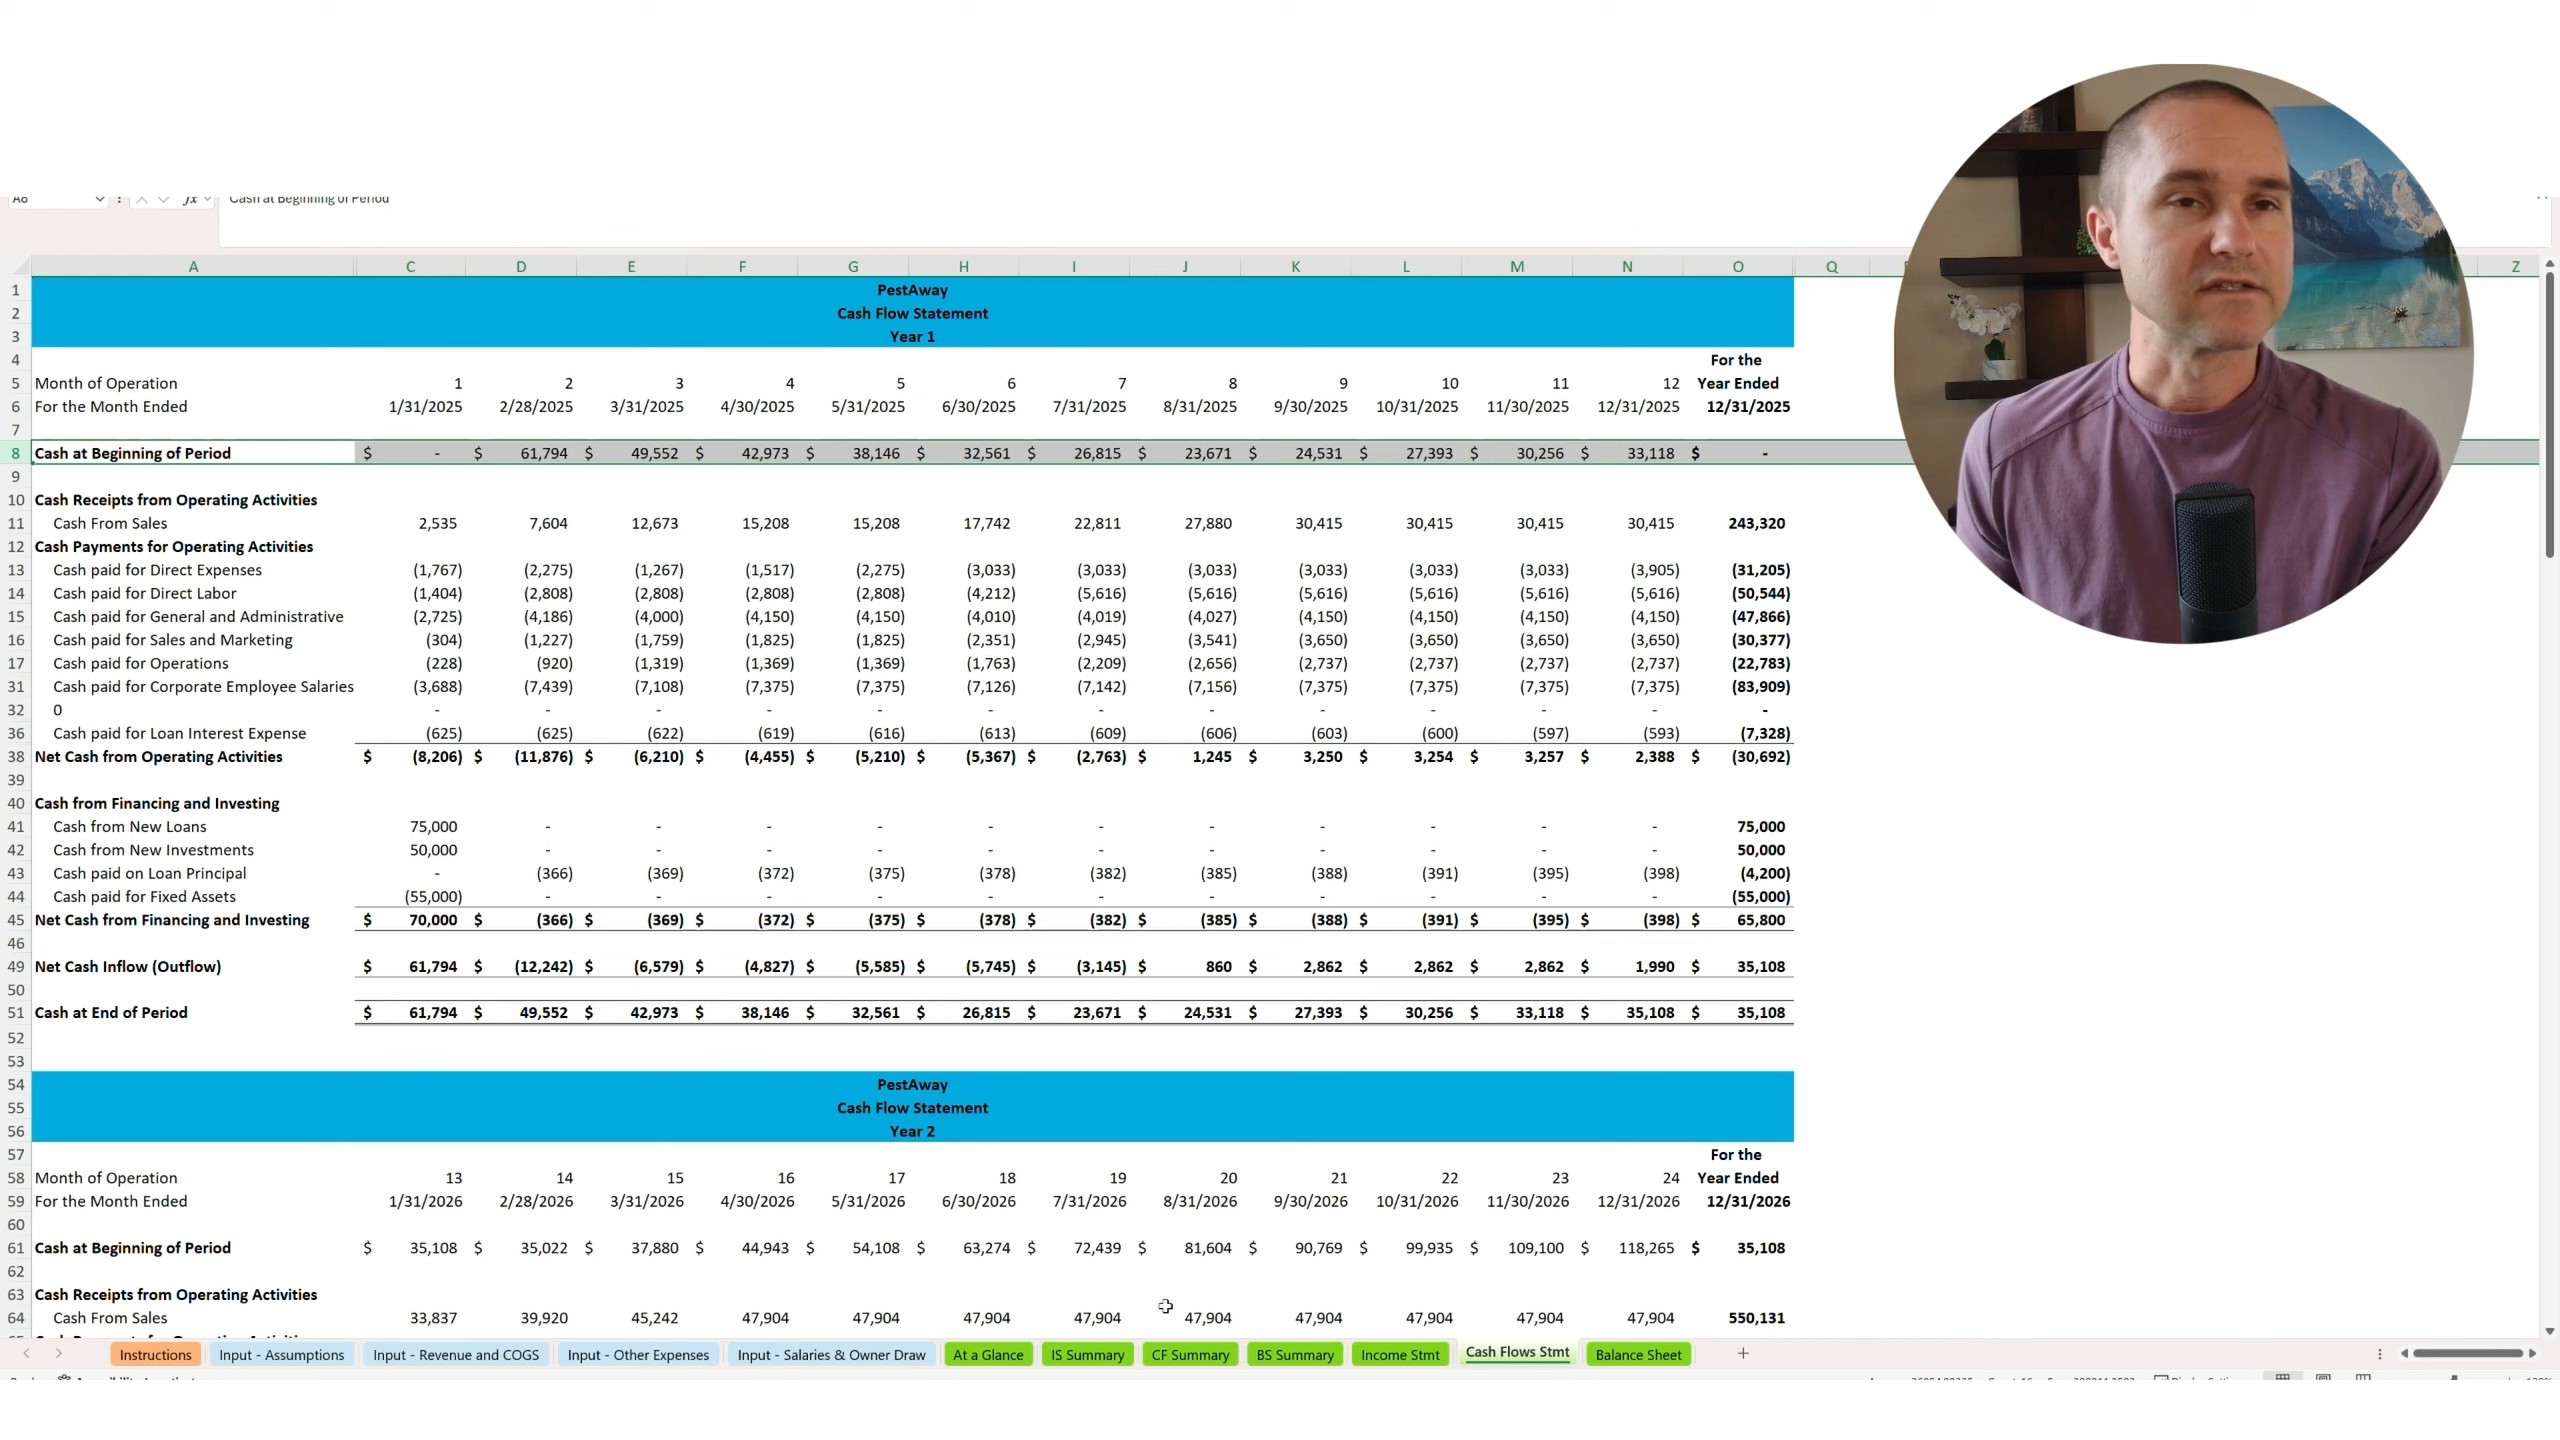 A8 fx Cash at Beginning of Period
A C D E F G H I J K L M N O Q Z
1 PestAway
2 Cash Flow Statement
3 Year 1
4 For the
5 Month of Operation 1 2 3 4 5 6 7 8 9 10 11 12 Year Ended
6 For the Month Ended 1/31/2025 2/28/2025 3/31/2025 4/30/2025 5/31/2025 6/30/2025 7/31/2025 8/31/2025 9/30/2025 10/31/2025 11/30/2025 12/31/2025 12/31/2025
7
8 Cash at Beginning of Period $ - $ 61,794 $ 49,552 $ 42,973 $ 38,146 $ 32,561 $ 26,815 $ 23,671 $ 24,531 $ 27,393 $ 30,256 $ 33,118 $ -
9
10 Cash Receipts from Operating Activities
11 Cash From Sales 2,535 7,604 12,673 15,208 15,208 17,742 22,811 27,880 30,415 30,415 30,415 30,415 243,320
12 Cash Payments for Operating Activities
13 Cash paid for Direct Expenses (1,767) (2,275) (1,267) (1,517) (2,275) (3,033) (3,033) (3,033) (3,033) (3,033) (3,033) (3,905) (31,205)
14 Cash paid for Direct Labor (1,404) (2,808) (2,808) (2,808) (2,808) (4,212) (5,616) (5,616) (5,616) (5,616) (5,616) (5,616) (50,544)
15 Cash paid for General and Administrative (2,725) (4,186) (4,000) (4,150) (4,150) (4,010) (4,019) (4,027) (4,150) (4,150) (4,150) (4,150) (47,866)
16 Cash paid for Sales and Marketing (304) (1,227) (1,759) (1,825) (1,825) (2,351) (2,945) (3,541) (3,650) (3,650) (3,650) (3,650) (30,377)
17 Cash paid for Operations (228) (920) (1,319) (1,369) (1,369) (1,763) (2,209) (2,656) (2,737) (2,737) (2,737) (2,737) (22,783)
31 Cash paid for Corporate Employee Salaries (3,688) (7,439) (7,108) (7,375) (7,375) (7,126) (7,142) (7,156) (7,375) (7,375) (7,375) (7,375) (83,909)
32 0 - - - - - - - - - - - - -
36 Cash paid for Loan Interest Expense (625) (625) (622) (619) (616) (613) (609) (606) (603) (600) (597) (593) (7,328)
38 Net Cash from Operating Activities $ (8,206) $ (11,876) $ (6,210) $ (4,455) $ (5,210) $ (5,367) $ (2,763) $ 1,245 $ 3,250 $ 3,254 $ 3,257 $ 2,388 $ (30,692)
39
40 Cash from Financing and Investing
41 Cash from New Loans 75,000 - - - - - - - - - - - 75,000
42 Cash from New Investments 50,000 - - - - - - - - - - - 50,000
43 Cash paid on Loan Principal - (366) (369) (372) (375) (378) (382) (385) (388) (391) (395) (398) (4,200)
44 Cash paid for Fixed Assets (55,000) - - - - - - - - - - - (55,000)
45 Net Cash from Financing and Investing $ 70,000 $ (366) $ (369) $ (372) $ (375) $ (378) $ (382) $ (385) $ (388) $ (391) $ (395) $ (398) $ 65,800
46
49 Net Cash Inflow (Outflow) $ 61,794 $ (12,242) $ (6,579) $ (4,827) $ (5,585) $ (5,745) $ (3,145) $ 860 $ 2,862 $ 2,862 $ 2,862 $ 1,990 $ 35,108
50
51 Cash at End of Period $ 61,794 $ 49,552 $ 42,973 $ 38,146 $ 32,561 $ 26,815 $ 23,671 $ 24,531 $ 27,393 $ 30,256 $ 33,118 $ 35,108 $ 35,108
52
53
54 PestAway
55 Cash Flow Statement
56 Year 2
57 For the
58 Month of Operation 13 14 15 16 17 18 19 20 21 22 23 24 Year Ended
59 For the Month Ended 1/31/2026 2/28/2026 3/31/2026 4/30/2026 5/31/2026 6/30/2026 7/31/2026 8/31/2026 9/30/2026 10/31/2026 11/30/2026 12/31/2026 12/31/2026
60
61 Cash at Beginning of Period $ 35,108 $ 35,022 $ 37,880 $ 44,943 $ 54,108 $ 63,274 $ 72,439 $ 81,604 $ 90,769 $ 99,935 $ 109,100 $ 118,265 $ 35,108
62
63 Cash Receipts from Operating Activities
64 Cash From Sales 33,837 39,920 45,242 47,904 47,904 47,904 47,904 47,904 47,904 47,904 47,904 47,904 550,131
Instructions Input - Assumptions Input - Revenue and COGS Input - Other Expenses Input - Salaries & Owner Draw At a Glance IS Summary CF Summary BS Summary Income Stmt Cash Flows Stmt Balance Sheet +